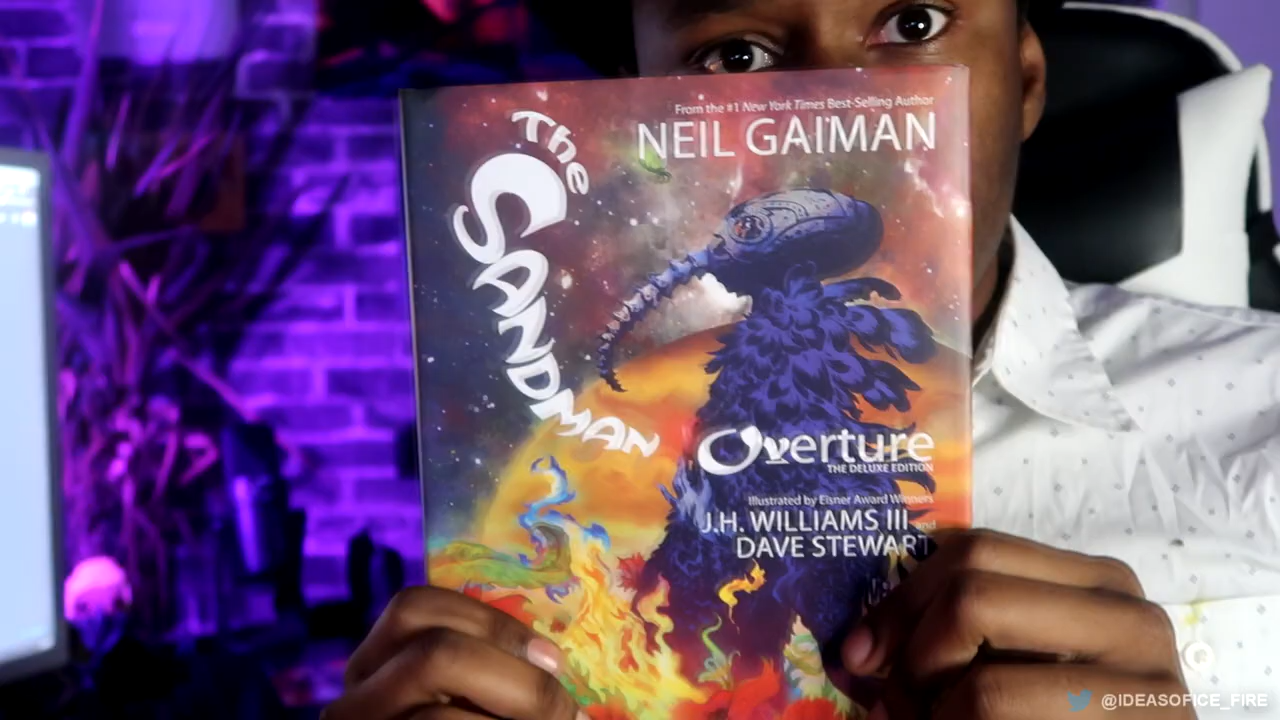 From the #1 New York Times Best-Selling Author
NEIL GAIMAN
The
SANDMAN
Overture
THE DELUXE EDITION
Illustrated by Eisner Award Winners
J.H. WILLIAMS III and
DAVE STEWART
@IDEASOFICE_FIRE